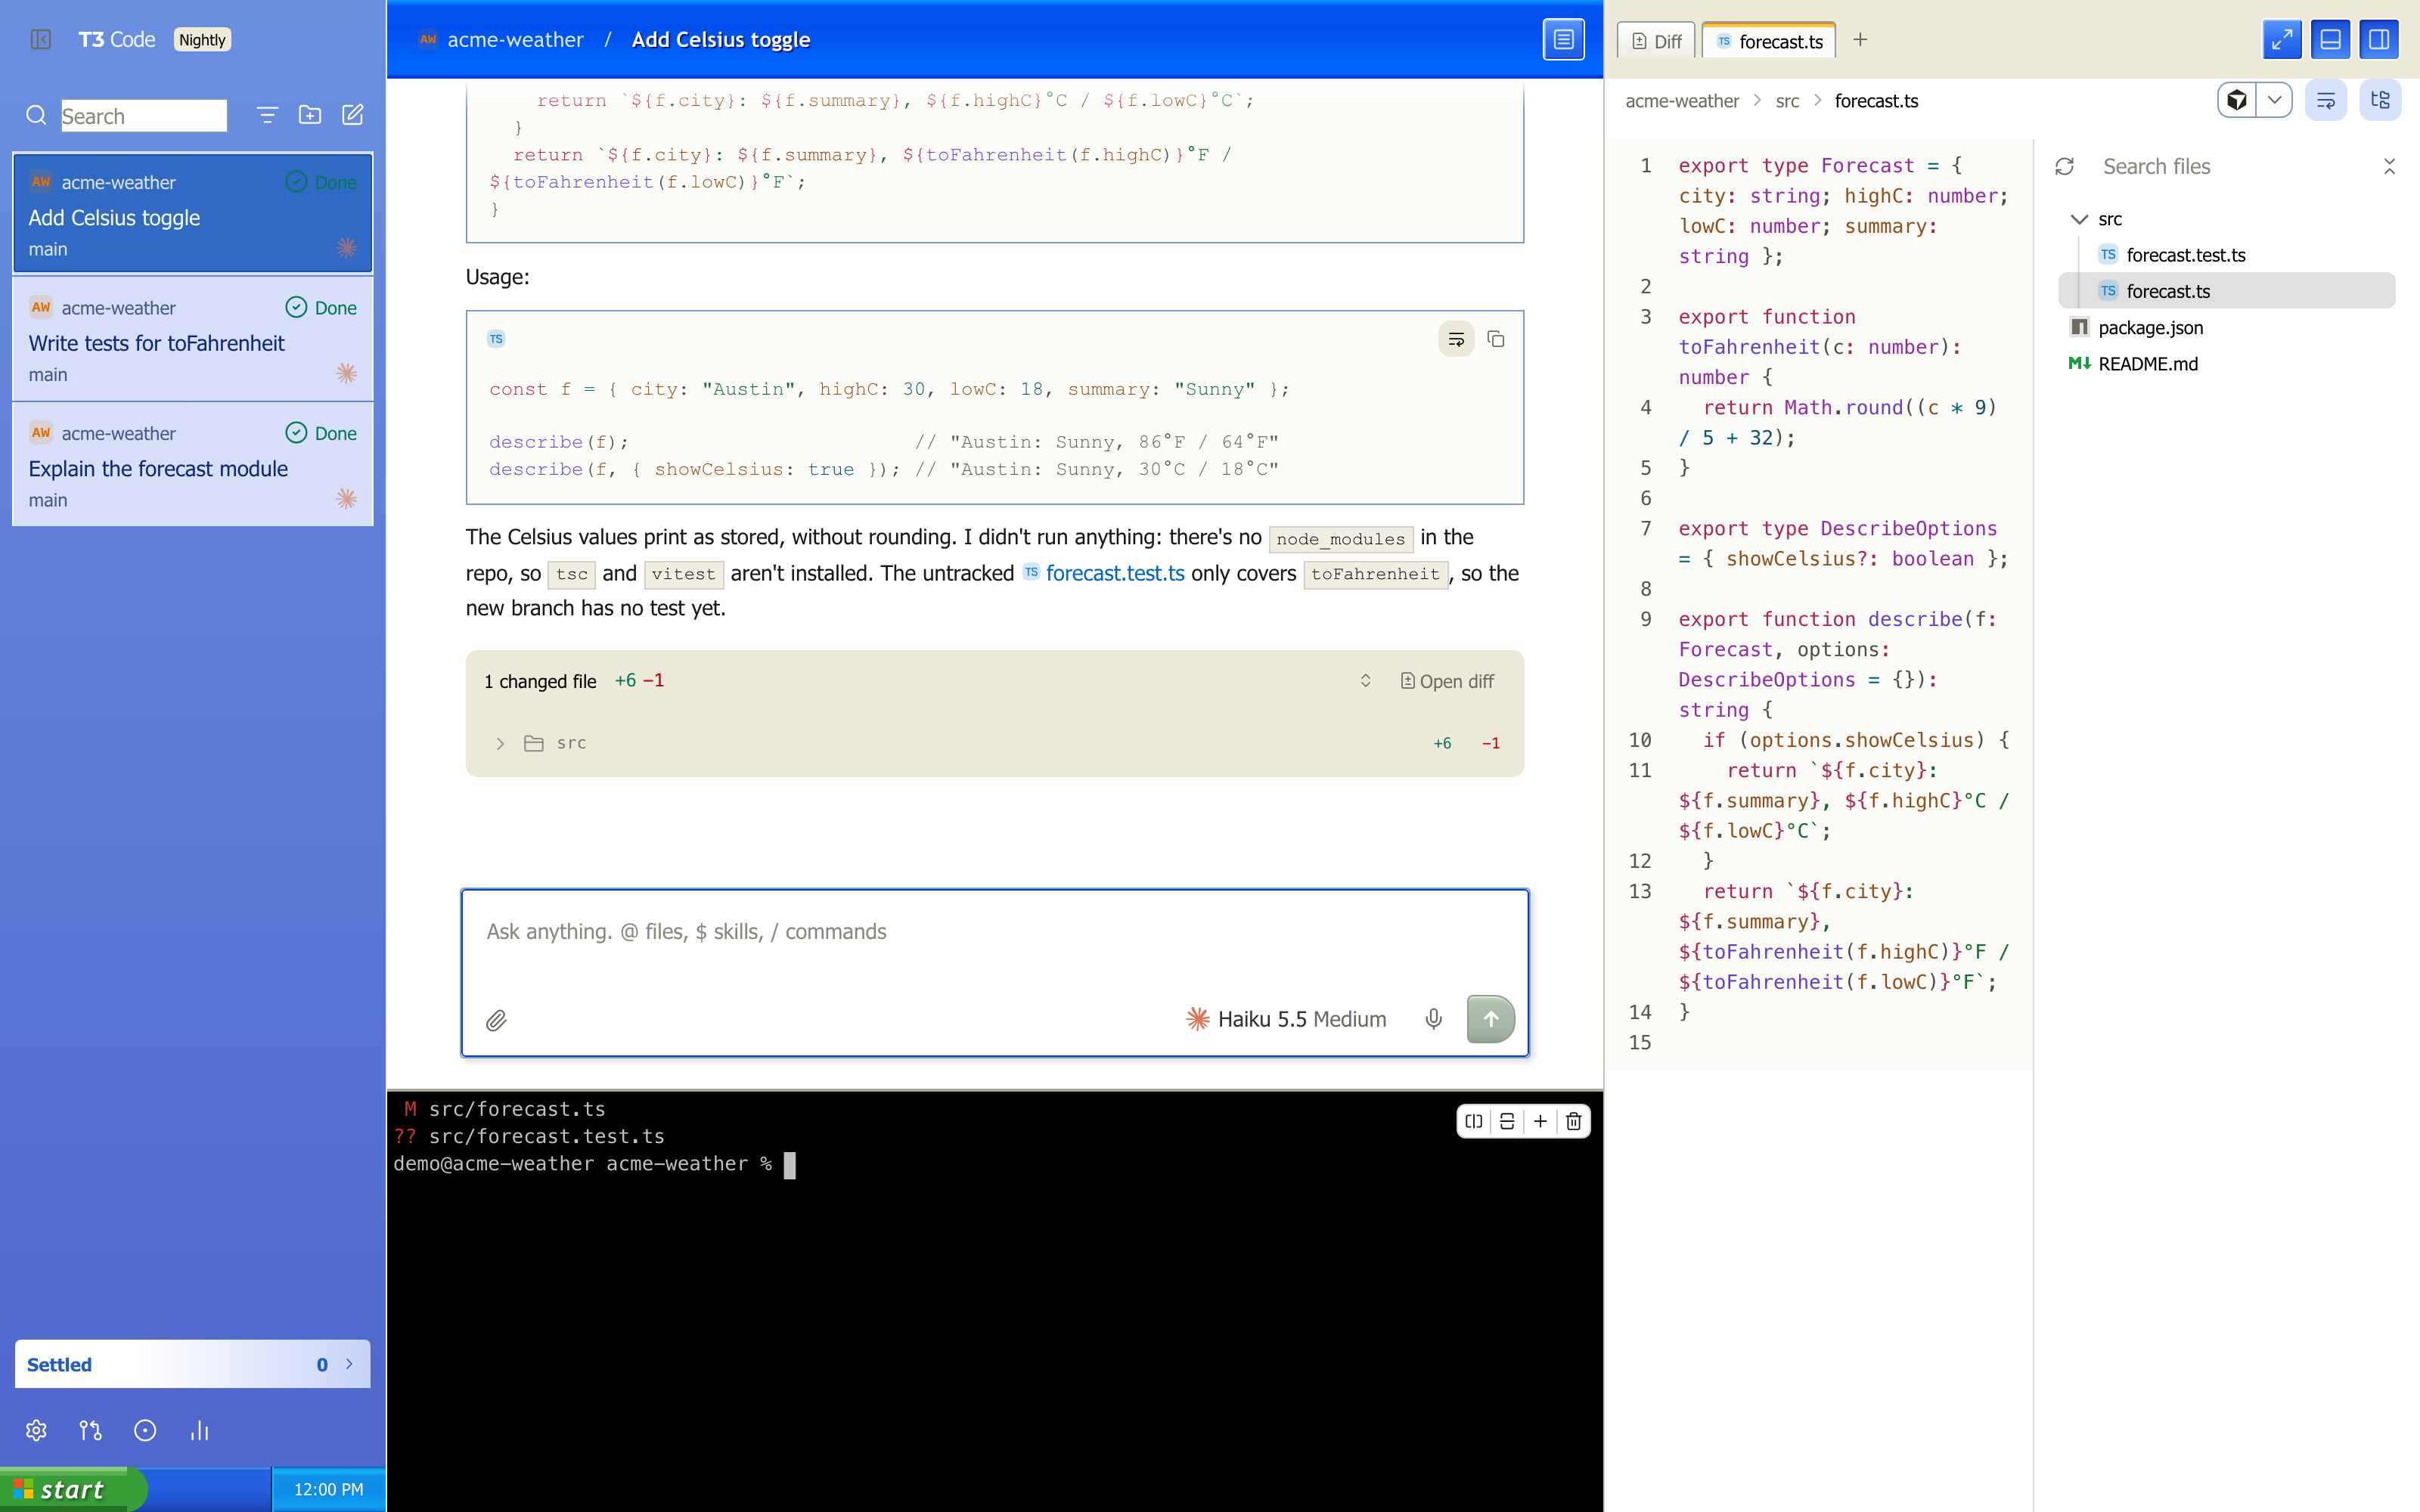 T3 Code Nightly
Search
AW acme-weather Done
Add Celsius toggle
main
AW acme-weather Done
Write tests for toFahrenheit
main
AW acme-weather Done
Explain the forecast module
main
Settled 0
start 12:00 PM
AW acme-weather / Add Celsius toggle
return `${f.city}: ${f.summary}, ${f.highC}°C / ${f.lowC}°C`;
}
return `${f.city}: ${f.summary}, ${toFahrenheit(f.highC)}°F /
${toFahrenheit(f.lowC)}°F`;
}
Usage:
TS
const f = { city: "Austin", highC: 30, lowC: 18, summary: "Sunny" };
describe(f); // "Austin: Sunny, 86°F / 64°F"
describe(f, { showCelsius: true }); // "Austin: Sunny, 30°C / 18°C"
The Celsius values print as stored, without rounding. I didn't run anything: there's no node_modules in the
repo, so tsc and vitest aren't installed. The untracked TS forecast.test.ts only covers toFahrenheit, so the
new branch has no test yet.
1 changed file +6 −1 Open diff
src +6 −1
Ask anything. @ files, $ skills, / commands
Haiku 5.5 Medium
M src/forecast.ts
?? src/forecast.test.ts
demo@acme-weather acme-weather %
Diff TS forecast.ts
acme-weather > src > forecast.ts
1 export type Forecast = {
city: string; highC: number;
lowC: number; summary:
string };
2
3 export function
toFahrenheit(c: number):
number {
4 return Math.round((c * 9)
/ 5 + 32);
5 }
6
7 export type DescribeOptions
= { showCelsius?: boolean };
8
9 export function describe(f:
Forecast, options:
DescribeOptions = {}):
string {
10 if (options.showCelsius) {
11 return `${f.city}:
${f.summary}, ${f.highC}°C /
${f.lowC}°C`;
12 }
13 return `${f.city}:
${f.summary},
${toFahrenheit(f.highC)}°F /
${toFahrenheit(f.lowC)}°F`;
14 }
15
Search files
src
TS forecast.test.ts
TS forecast.ts
package.json
M↓ README.md